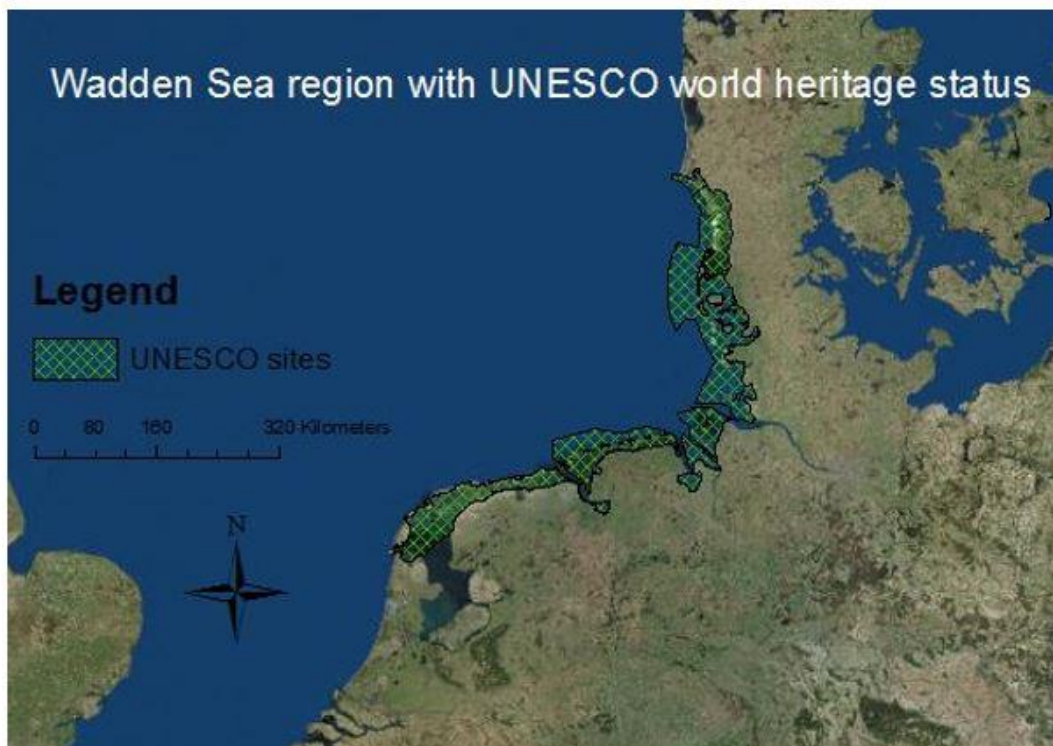 Wadden Sea region with UNESCO world heritage status
Legend
UNESCO sites
0 80 160 320 Kilometers
N